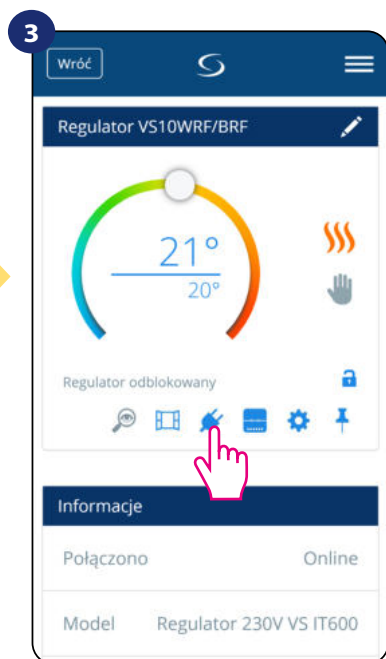 3
Wróć
Regulator VS10WRF/BRF
21°
20°
Regulator odblokowany
Informacje
Połączono Online
Model Regulator 230V VS IT600